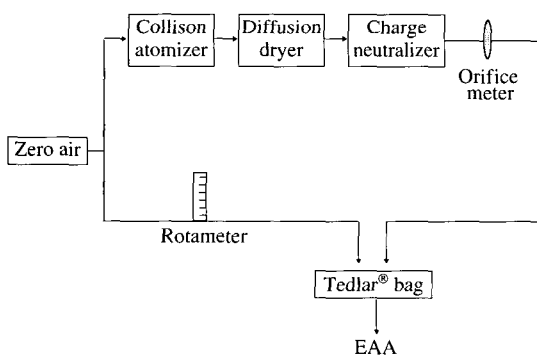 Collison
atomizer
Diffusion
dryer
Charge
neutralizer
Orifice
meter
Zero air
Rotameter
Tedlar® bag
EAA